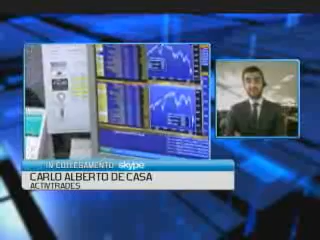 IN COLLEGAMENTO skype
CARLO ALBERTO DE CASA
ACTIVTRADES